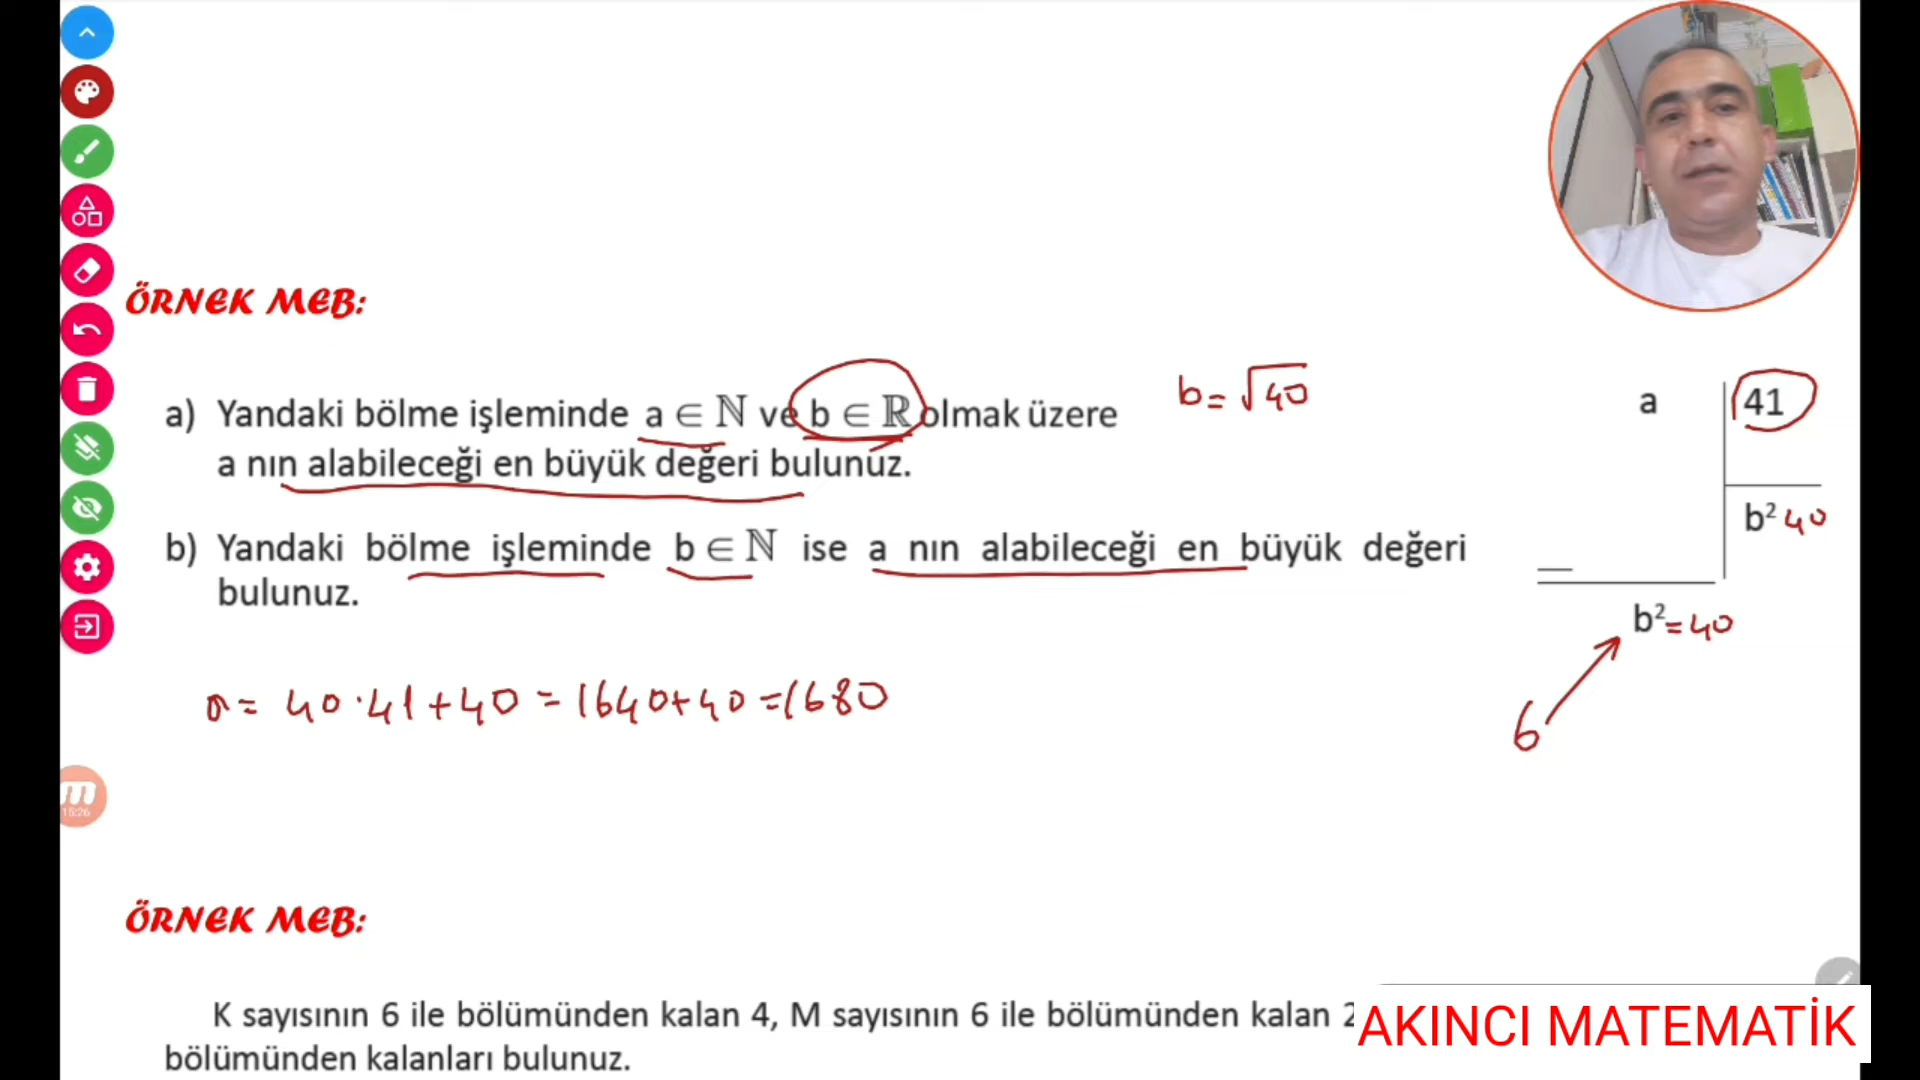 ÖRNEK MEB:
a) Yandaki bölme işleminde a ∈ ℕ ve b ∈ ℝ olmak üzere
a nın alabileceği en büyük değeri bulunuz.
b = √40
a 41
b² 40
b² = 40
6
b) Yandaki bölme işleminde b ∈ ℕ ise a nın alabileceği en büyük değeri
bulunuz.
a = 40·41+40 = 1640+40 = 1680
m
ÖRNEK MEB:
K sayısının 6 ile bölümünden kalan 4, M sayısının 6 ile bölümünden kalan 2
bölümünden kalanları bulunuz.
AKINCI MATEMATİK